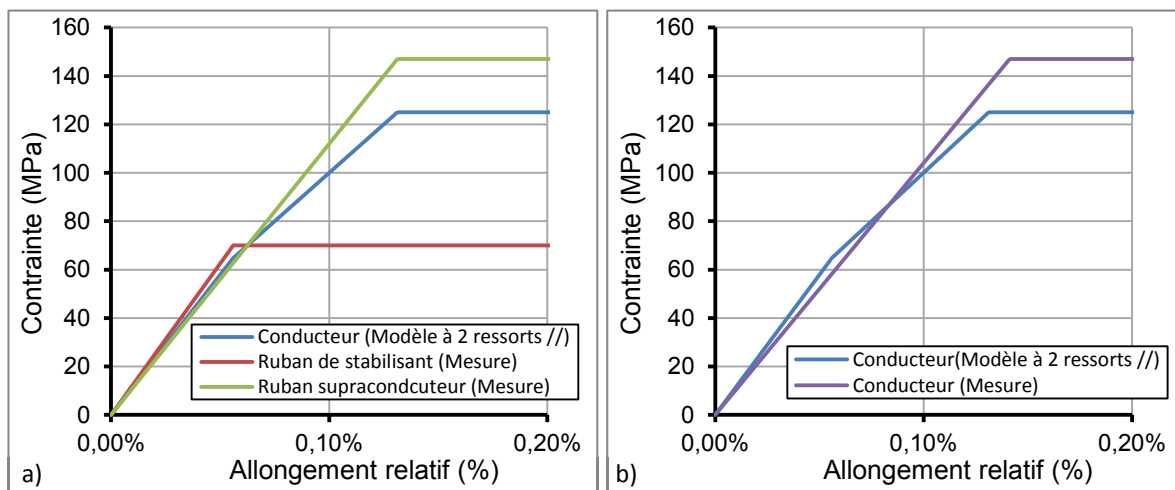 160
140
120
100
80
60
40
20
0
Contrainte (MPa)
Conducteur (Modèle à 2 ressorts //)
Ruban de stabilisant (Mesure)
Ruban supracondcuteur (Mesure)
0,00%
0,10%
0,20%
Allongement relatif (%)
a)
160
140
120
100
80
60
40
20
0
Contrainte (MPa)
Conducteur(Modèle à 2 ressorts //)
Conducteur (Mesure)
0,00%
0,10%
0,20%
Allongement relatif (%)
b)